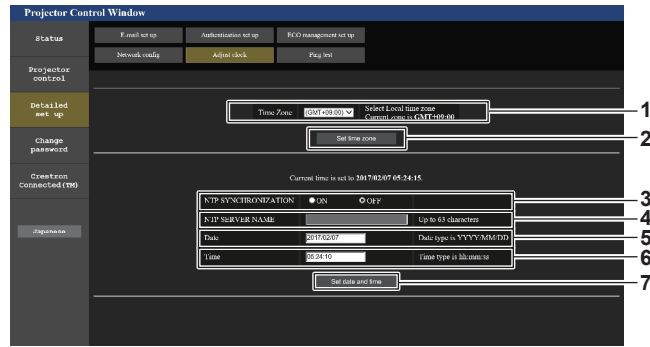 Projector Control Window
Status
E-mail set up
Authentication set up
ECO management set up
Network config
Adjust clock
Ping test
Projector
control
Detailed
set up
Change
password
Crestron
Connected(TM)
Japanese
Time Zone
(GMT+09:00)
Select Local time zone
Current zone is GMT+09:00
1
Set time zone
2
Current time is set to 2017/02/07 05:24:15.
NTP SYNCHRONIZATION
ON
OFF
3
NTP SERVER NAME
Up to 63 characters
4
Date
2017/02/07
Date type is YYYY/MM/DD
5
Time
05:24:10
Time type is hh:mm:ss
6
Set date and time
7